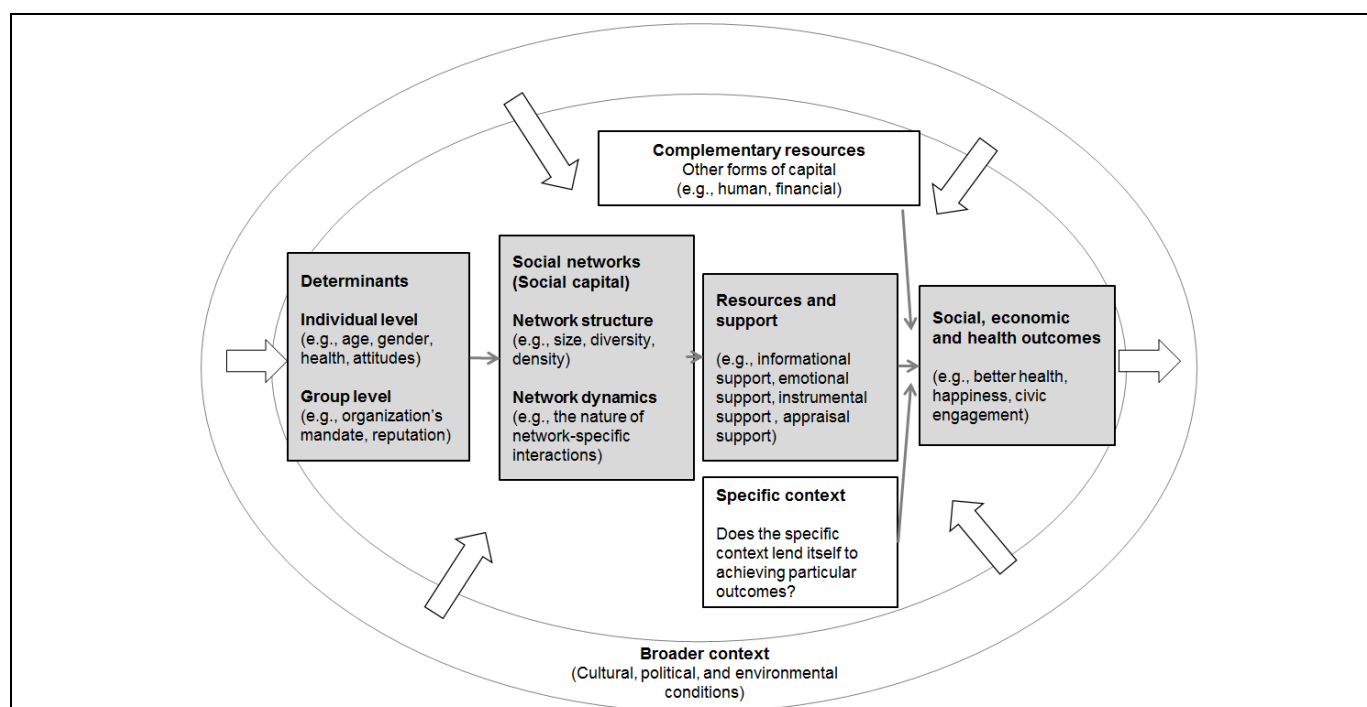 Complementary resources
Other forms of capital
(e.g., human, financial)
Determinants
Individual level
(e.g., age, gender,
health, attitudes)
Group level
(e.g., organization's
mandate, reputation)
Social networks
(Social capital)
Network structure
(e.g., size, diversity,
density)
Network dynamics
(e.g., the nature of
network-specific
interactions)
Resources and
support
(e.g., informational
support, emotional
support, instrumental
support , appraisal
support)
Social, economic
and health outcomes
(e.g., better health,
happiness, civic
engagement)
Specific context
Does the specific
context lend itself to
achieving particular
outcomes?
Broader context
(Cultural, political, and environmental
conditions)